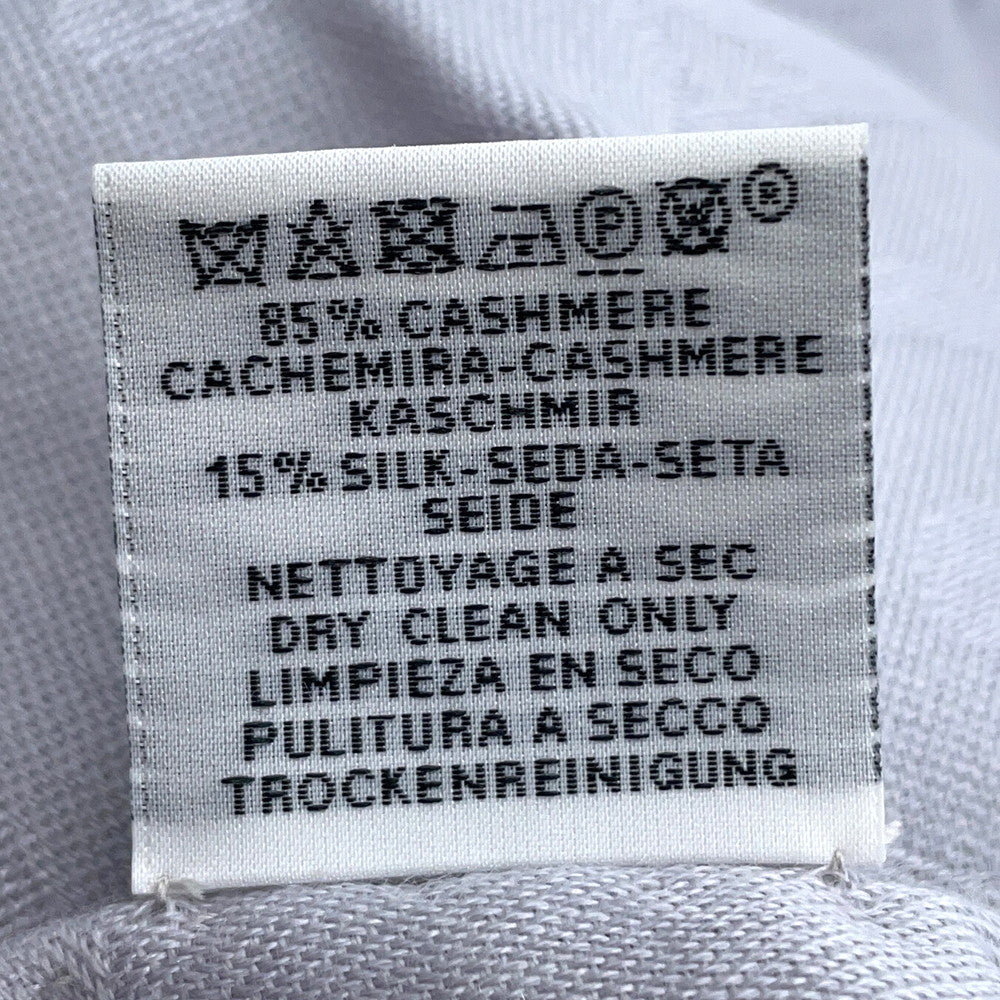 P ®
85% CASHMERE
CACHEMIRA-CASHMERE
KASCHMIR
15% SILK-SEDA-SETA
SEIDE
NETTOYAGE A SEC
DRY CLEAN ONLY
LIMPIEZA EN SECO
PULITURA A SECCO
TROCKENREINIGUNG